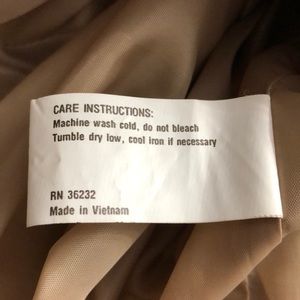 CARE INSTRUCTIONS:
Machine wash cold, do not bleach
Tumble dry low, cool iron if necessary
RN 36232
Made in Vietnam